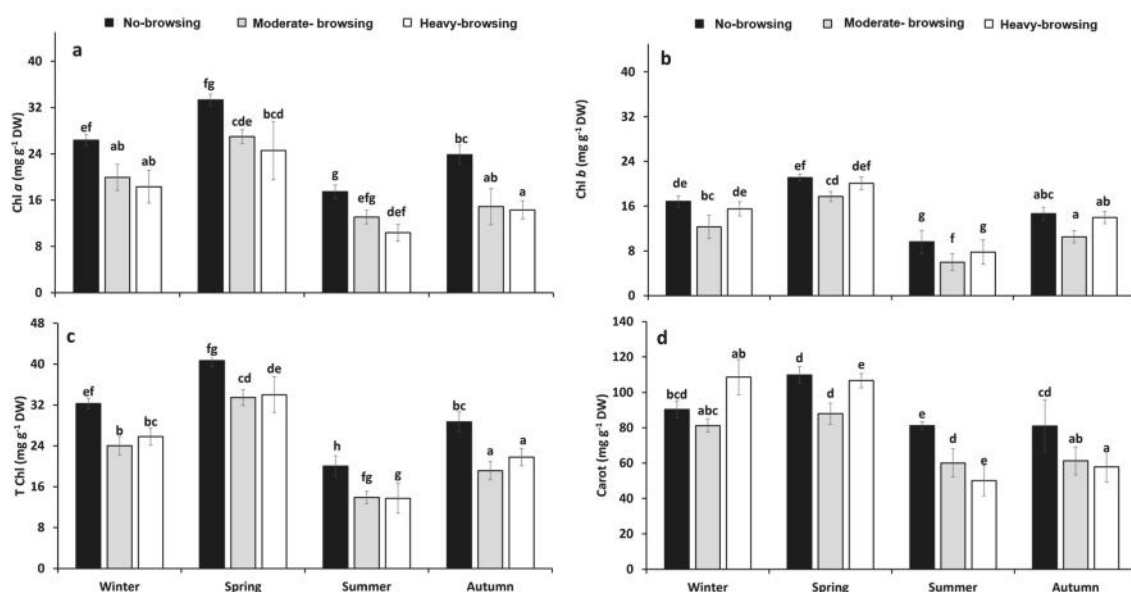 No-browsing Moderate- browsing Heavy-browsing
a
Chl a (mg g⁻¹ DW)
40
32
24
16
8
0
ef ab ab fg cde bcd g efg def bc ab a
No-browsing Moderate- browsing Heavy-browsing
b
Chl b (mg g⁻¹ DW)
40
32
24
16
8
0
de bc de ef cd def g f g abc a ab
c
T Chl (mg g⁻¹ DW)
48
40
32
24
16
8
0
ef b bc fg cd de h fg g bc a a
Winter Spring Summer Autumn
d
Carot (mg g⁻¹ DW)
140
120
100
80
60
40
20
0
bcd abc ab d d e e d e cd ab a
Winter Spring Summer Autumn